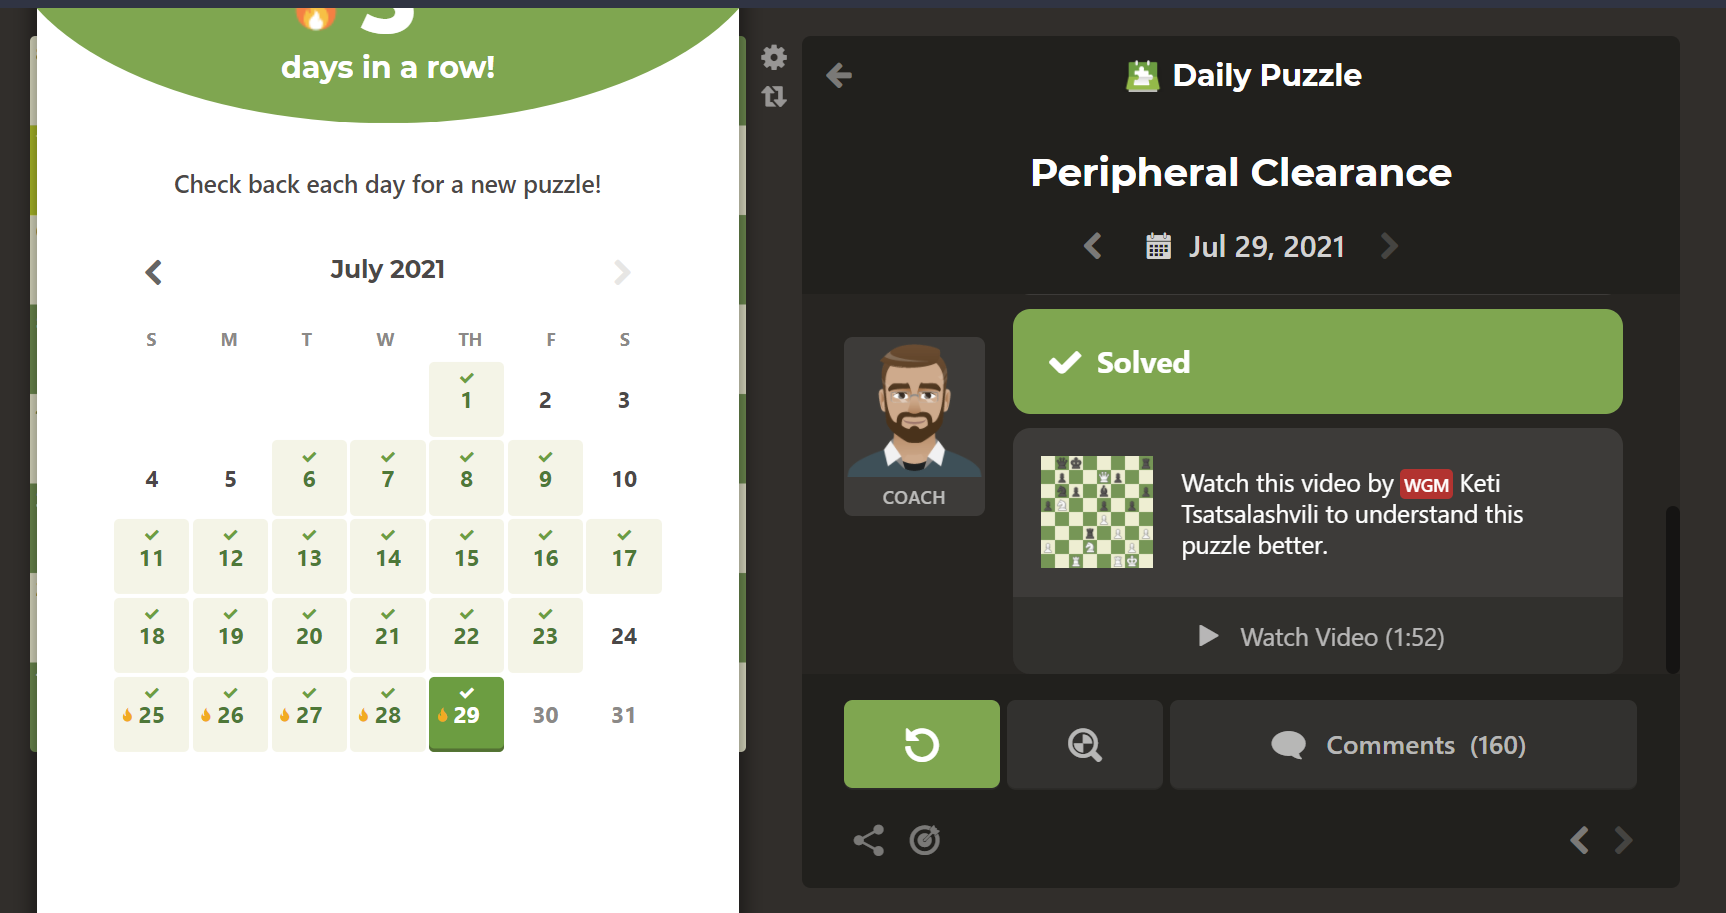 days in a row!
Check back each day for a new puzzle!
July 2021
S M T W TH F S
1 2 3
4 5 6 7 8 9 10
11 12 13 14 15 16 17
18 19 20 21 22 23 24
25 26 27 28 29 30 31
Daily Puzzle
Peripheral Clearance
Jul 29, 2021
Solved
COACH
Watch this video by WGM Keti
Tsatsalashvili to understand this
puzzle better.
Watch Video (1:52)
Comments (160)